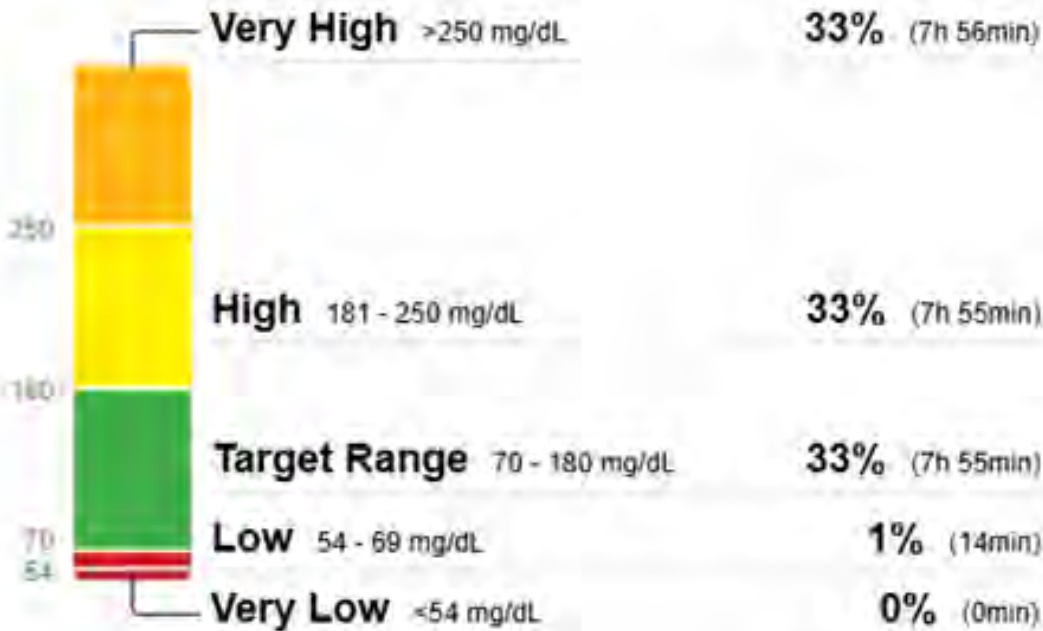 Very High >250 mg/dL 33% (7h 56min)
250
High 181 - 250 mg/dL 33% (7h 55min)
180
Target Range 70 - 180 mg/dL 33% (7h 55min)
70
Low 54 - 69 mg/dL 1% (14min)
54
Very Low <54 mg/dL 0% (0min)